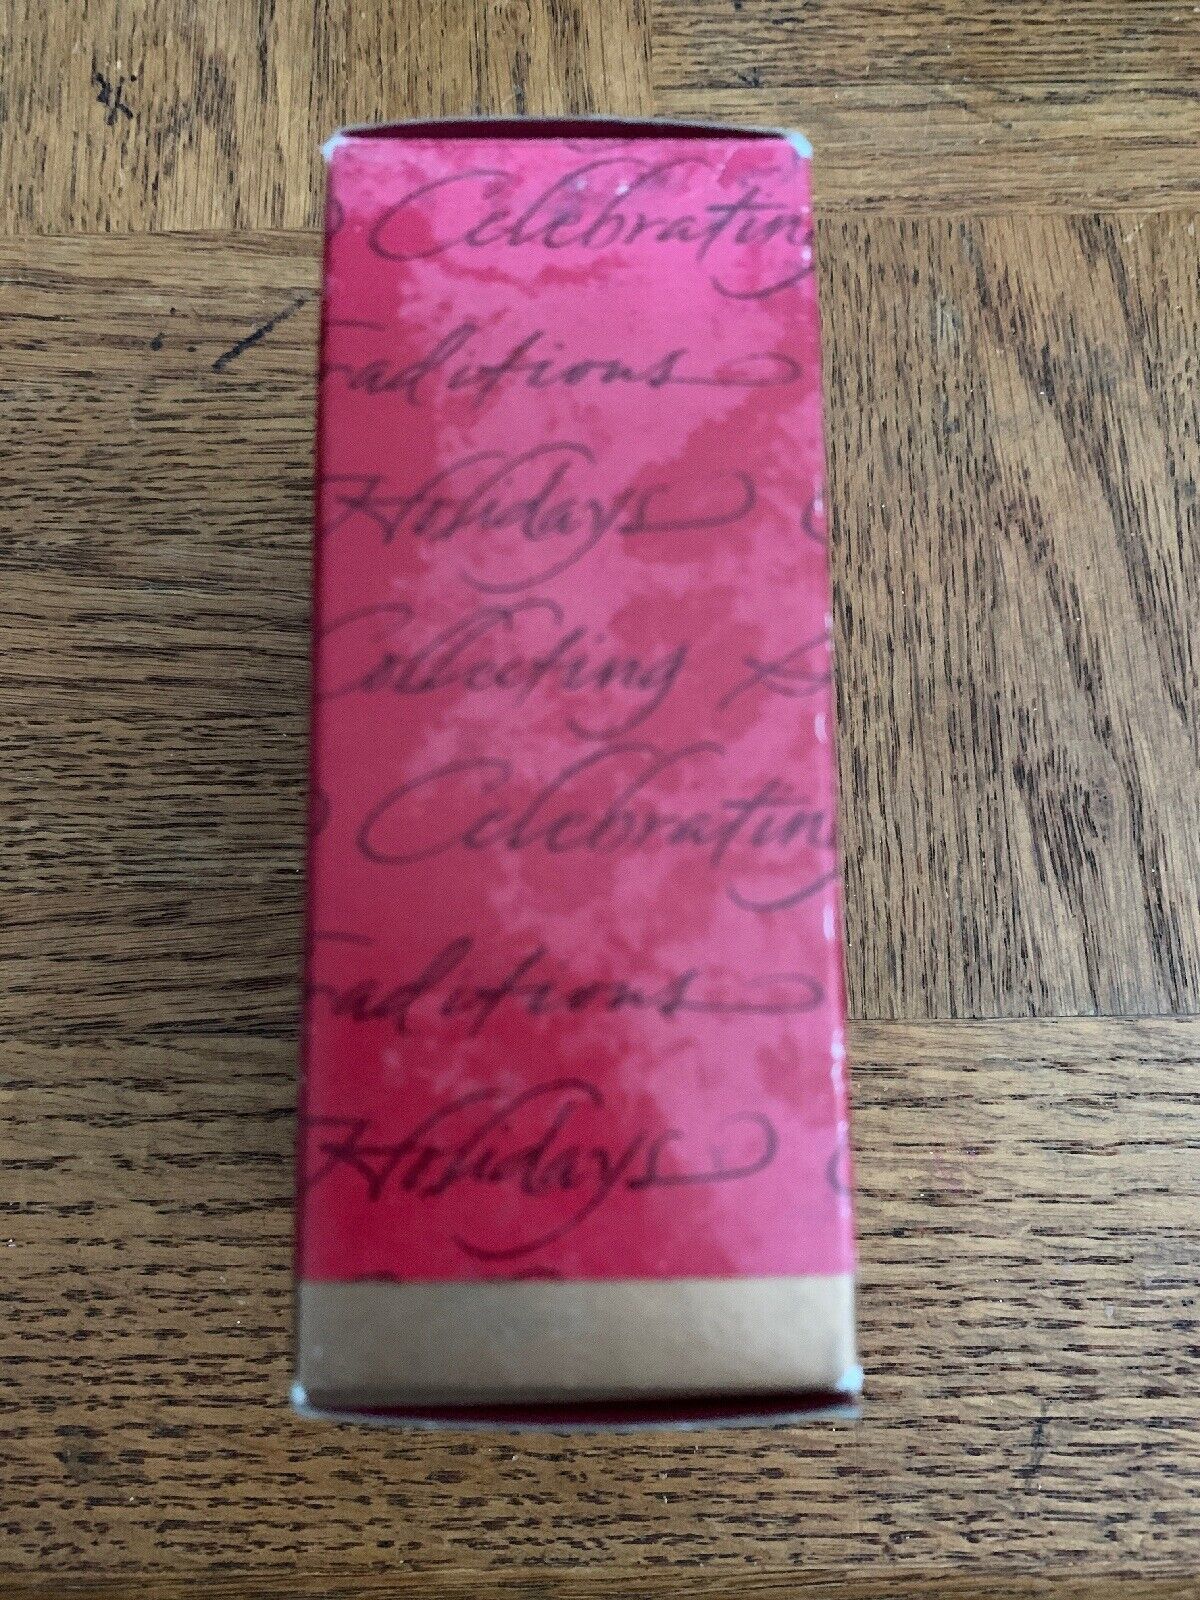 Celebrating
Traditions
Holidays
Collecting
Celebrating
Traditions
Holidays